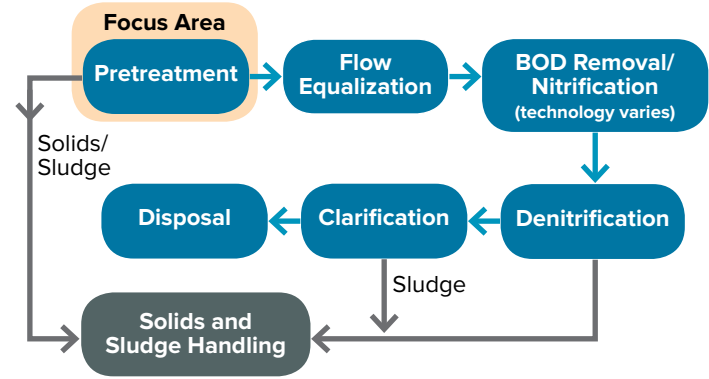 Focus Area
Pretreatment
Flow
Equalization
BOD Removal/
Nitrification
(technology varies)
Solids/
Sludge
Disposal
Clarification
Denitrification
Sludge
Solids and
Sludge Handling